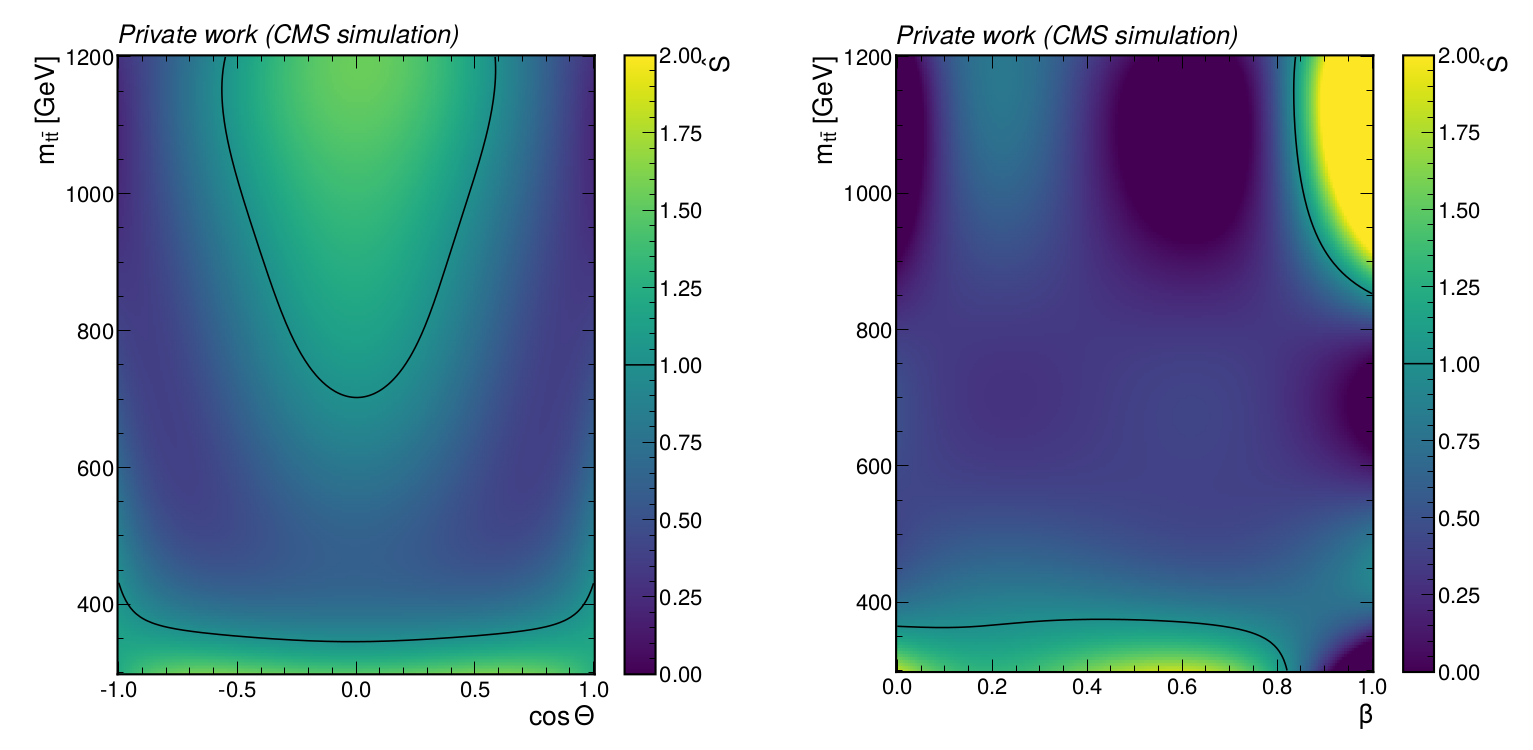 Private work (CMS simulation)
m_tt̄ [GeV]
1200
1000
800
600
400
-1.0 -0.5 0.0 0.5 1.0
cos Θ
2.00
1.75
1.50
1.25
1.00
0.75
0.50
0.25
0.00
Ŝ
Private work (CMS simulation)
m_tt̄ [GeV]
1200
1000
800
600
400
0.0 0.2 0.4 0.6 0.8 1.0
β
2.00
1.75
1.50
1.25
1.00
0.75
0.50
0.25
0.00
Ŝ